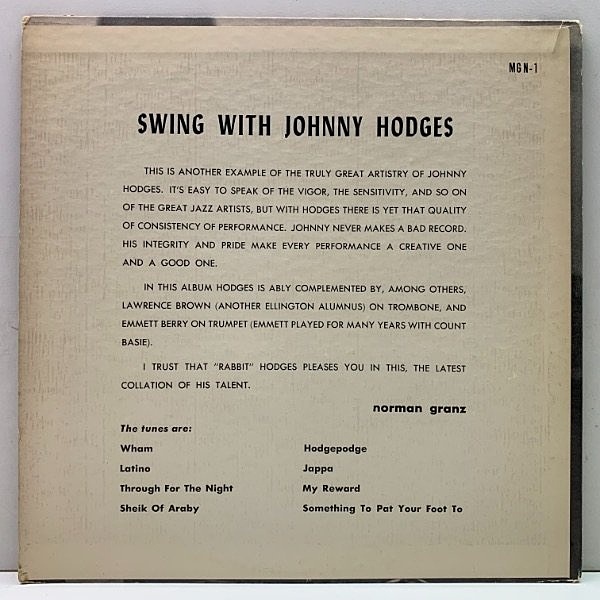 MG N-1
SWING WITH JOHNNY HODGES
THIS IS ANOTHER EXAMPLE OF THE TRULY GREAT ARTISTRY OF JOHNNY
HODGES. IT'S EASY TO SPEAK OF THE VIGOR, THE SENSITIVITY, AND SO ON
OF THE GREAT JAZZ ARTISTS, BUT WITH HODGES THERE IS YET THAT QUALITY
OF CONSISTENCY OF PERFORMANCE. JOHNNY NEVER MAKES A BAD RECORD.
HIS INTEGRITY AND PRIDE MAKE EVERY PERFORMANCE A CREATIVE ONE
AND A GOOD ONE.
IN THIS ALBUM HODGES IS ABLY COMPLEMENTED BY, AMONG OTHERS,
LAWRENCE BROWN (ANOTHER ELLINGTON ALUMNUS) ON TROMBONE, AND
EMMETT BERRY ON TRUMPET (EMMETT PLAYED FOR MANY YEARS WITH COUNT
BASIE).
I TRUST THAT "RABBIT" HODGES PLEASES YOU IN THIS, THE LATEST
COLLATION OF HIS TALENT.
norman granz
The tunes are:
Wham
Latino
Through For The Night
Sheik Of Araby
Hodgepodge
Jappa
My Reward
Something To Pat Your Foot To